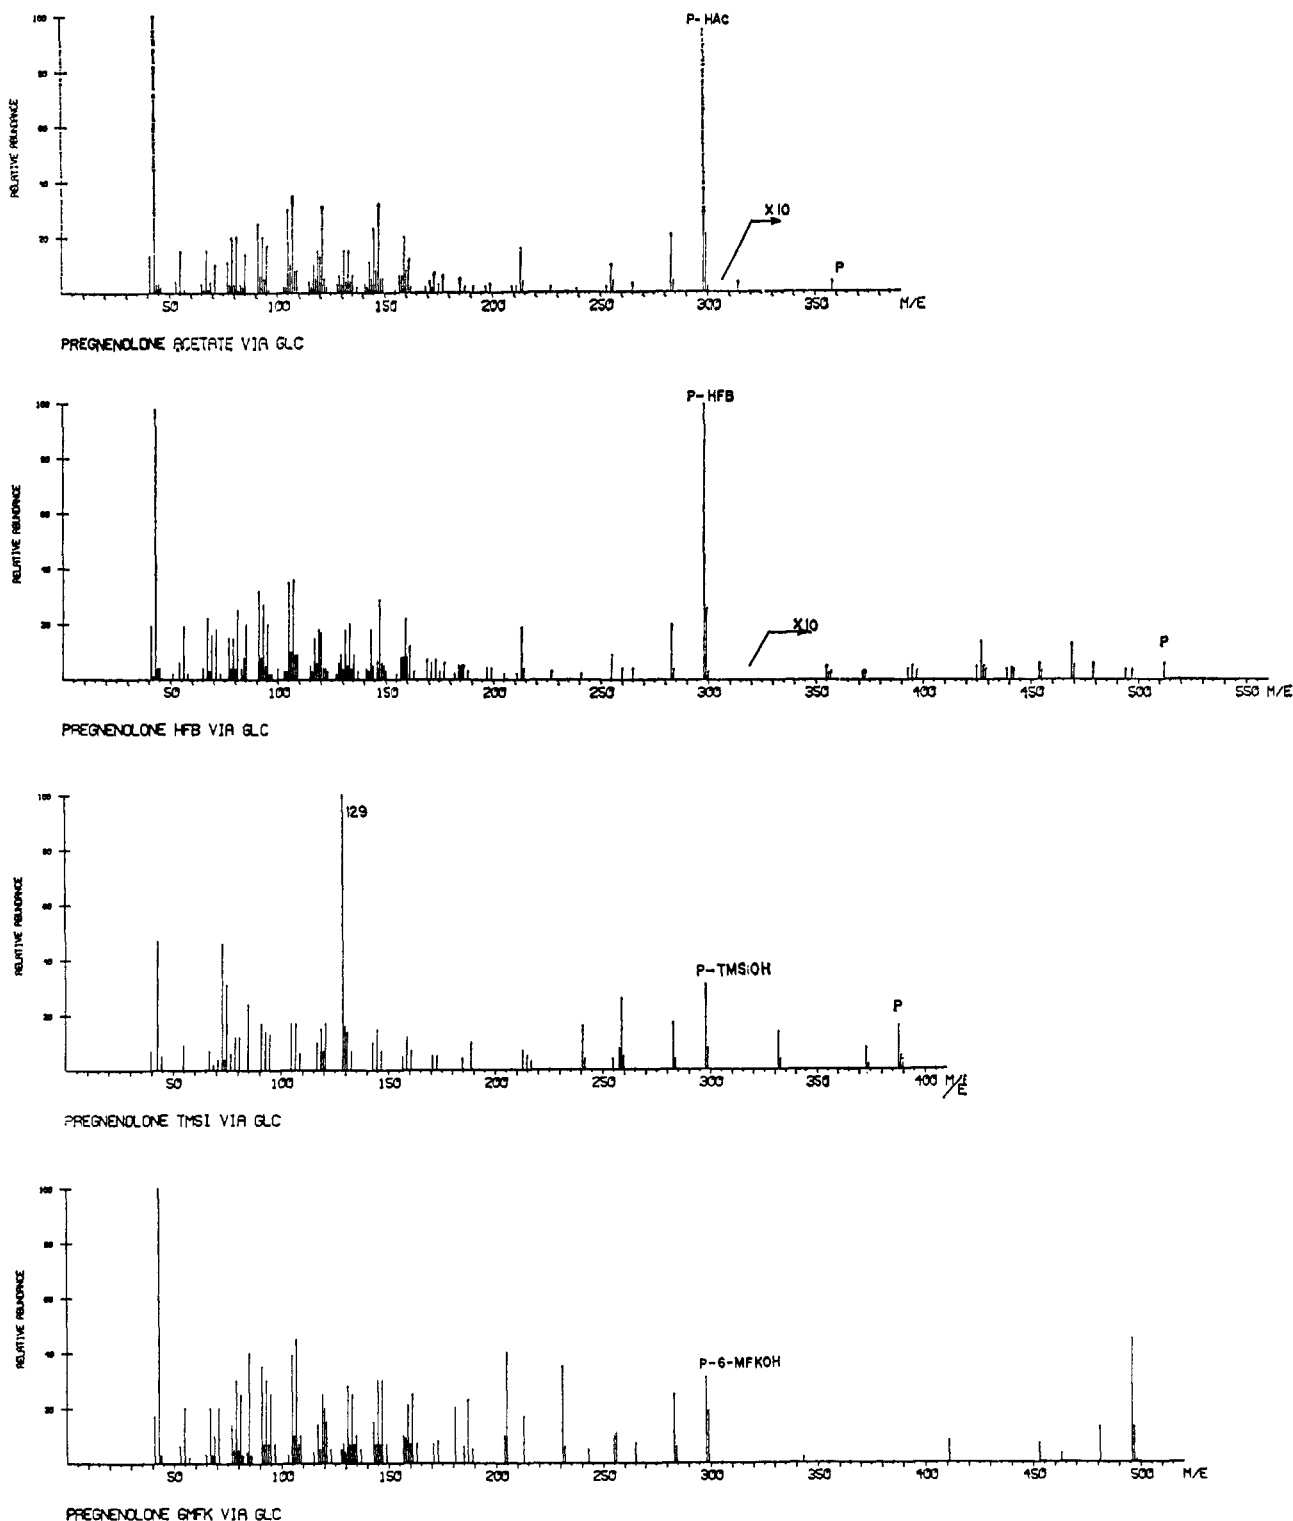 P-HAC
100
80
60
40
20
RELATIVE ABUNDANCE
X10
P
50 100 150 200 250 300 350 M/E
PREGNENOLONE ACETATE VIA GLC
P-HFB
100
80
60
40
20
RELATIVE ABUNDANCE
X10
P
50 100 150 200 250 300 350 400 450 500 550 M/E
PREGNENOLONE HFB VIA GLC
129
100
80
60
40
20
RELATIVE ABUNDANCE
P-TMSiOH
P
50 100 150 200 250 300 350 400 M/E
PREGNENOLONE TMSI VIA GLC
100
80
60
40
20
RELATIVE ABUNDANCE
P-6-MFKOH
50 100 150 200 250 300 350 400 450 500 M/E
PREGNENOLONE 6MFK VIA GLC